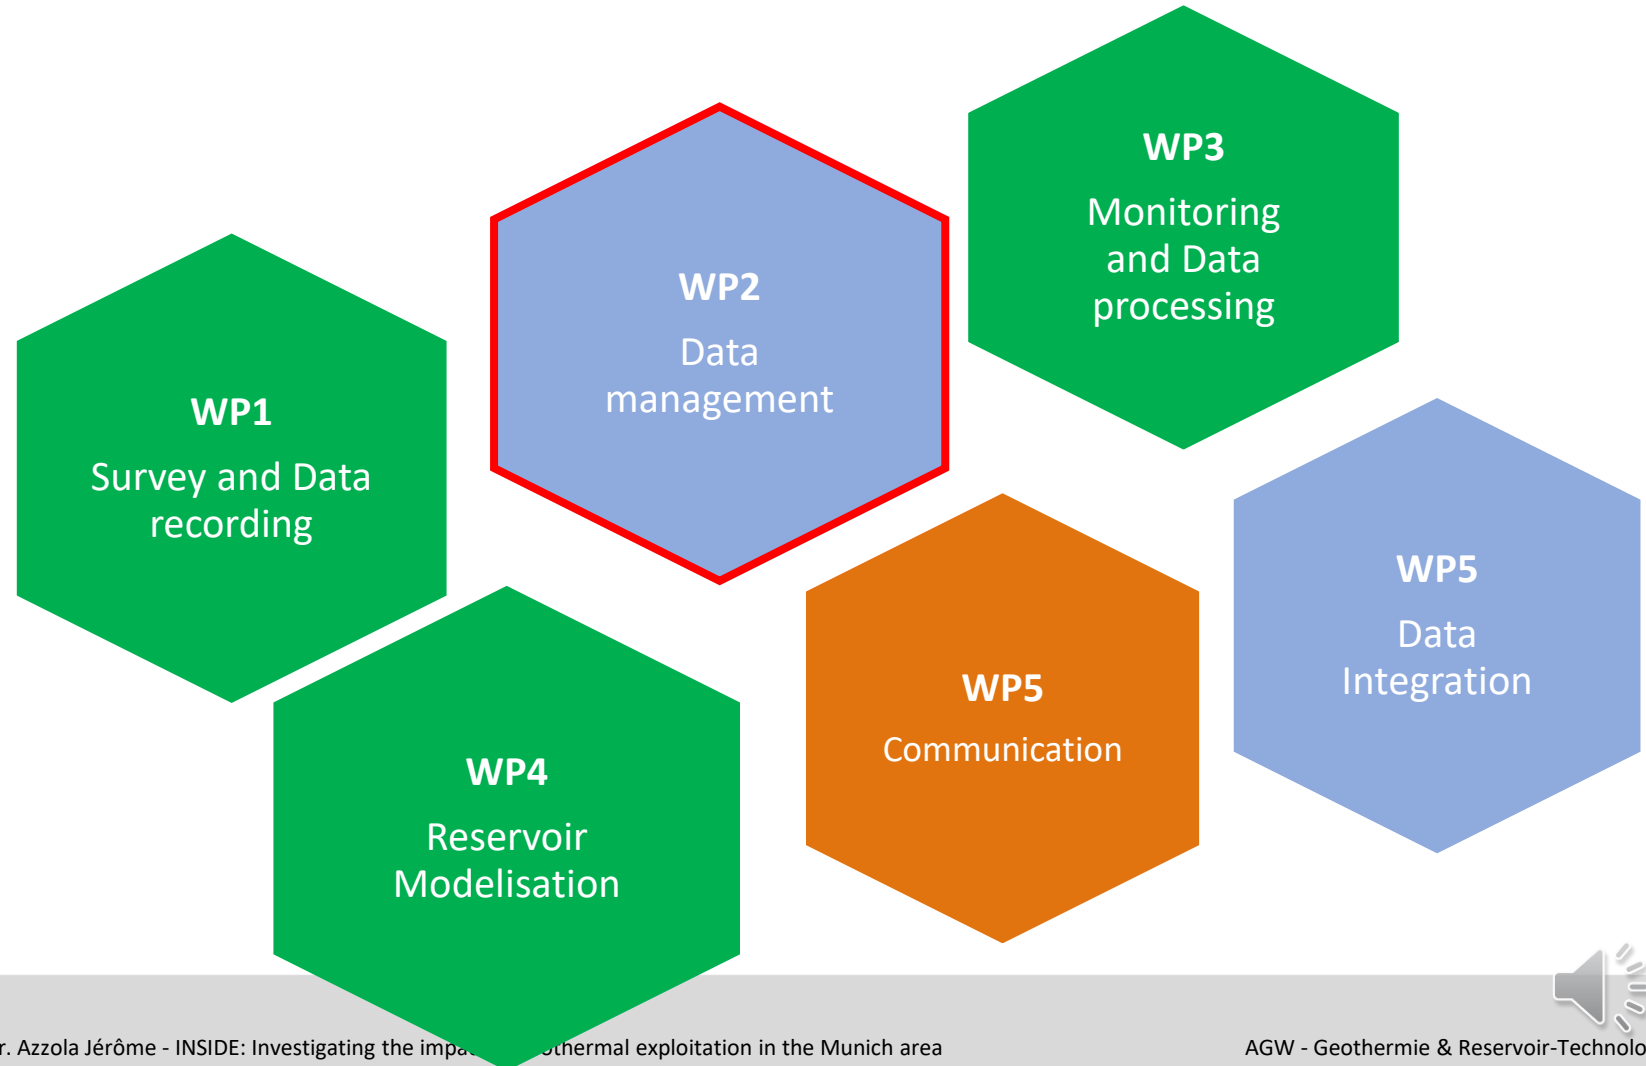 WP1
Survey and Data
recording
WP2
Data
management
WP3
Monitoring
and Data
processing
WP4
Reservoir
Modelisation
WP5
Communication
WP5
Data
Integration
r. Azzola Jérôme - INSIDE: Investigating the impa thermal exploitation in the Munich area
AGW - Geothermie & Reservoir-Technolo